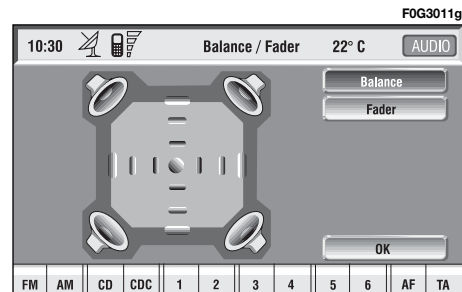 F0G3011g
10:30 Balance / Fader 22° C AUDIO
Balance
Fader
OK
FM AM CD CDC 1 2 3 4 5 6 AF TA